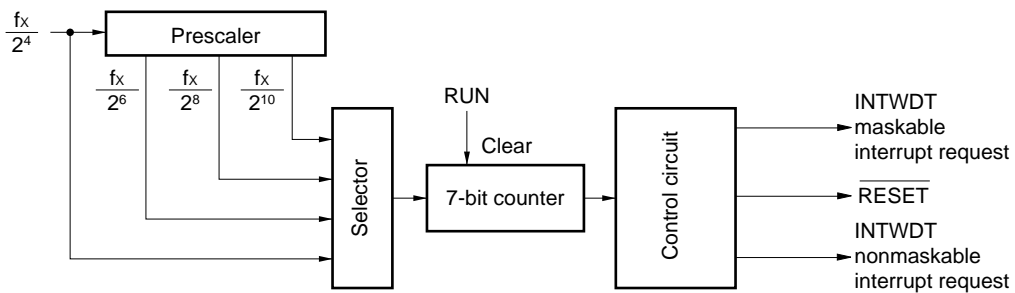 fX
2⁴
Prescaler
fX
2⁶
fX
2⁸
fX
2¹⁰
RUN
Clear
Selector
7-bit counter
Control circuit
INTWDT
maskable
interrupt request
RESET
INTWDT
nonmaskable
interrupt request